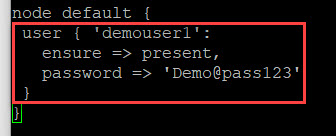 node default {
user { 'demouser1':
ensure => present,
password => 'Demo@pass123'
}
}